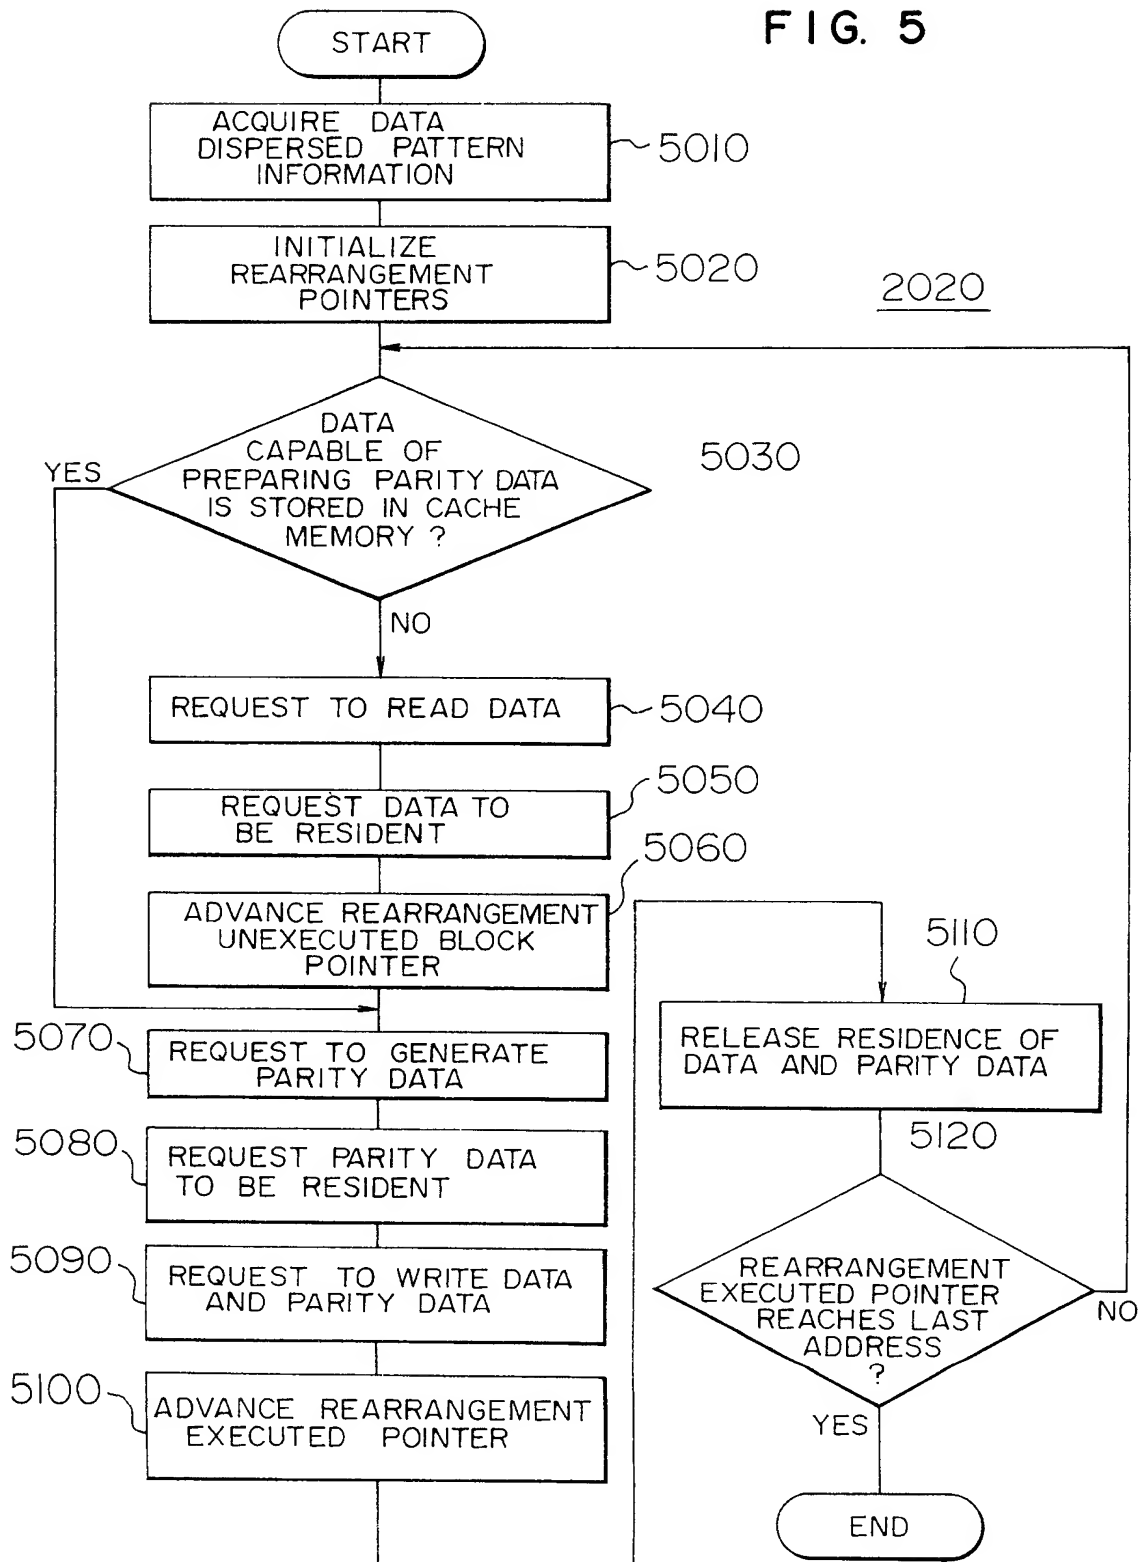 FIG. 5
START
ACQUIRE DATA
DISPERSED PATTERN
INFORMATION
5010
INITIALIZE
REARRANGEMENT
POINTERS
5020
2020
DATA
CAPABLE OF
PREPARING PARITY DATA
IS STORED IN CACHE
MEMORY ?
5030
YES
NO
REQUEST TO READ DATA
5040
REQUEST DATA TO
BE RESIDENT
5050
ADVANCE REARRANGEMENT
UNEXECUTED BLOCK
POINTER
5060
5070
REQUEST TO GENERATE
PARITY DATA
5080
REQUEST PARITY DATA
TO BE RESIDENT
5090
REQUEST TO WRITE DATA
AND PARITY DATA
5100
ADVANCE REARRANGEMENT
EXECUTED POINTER
5110
RELEASE RESIDENCE OF
DATA AND PARITY DATA
5120
REARRANGEMENT
EXECUTED POINTER
REACHES LAST
ADDRESS
?
NO
YES
END